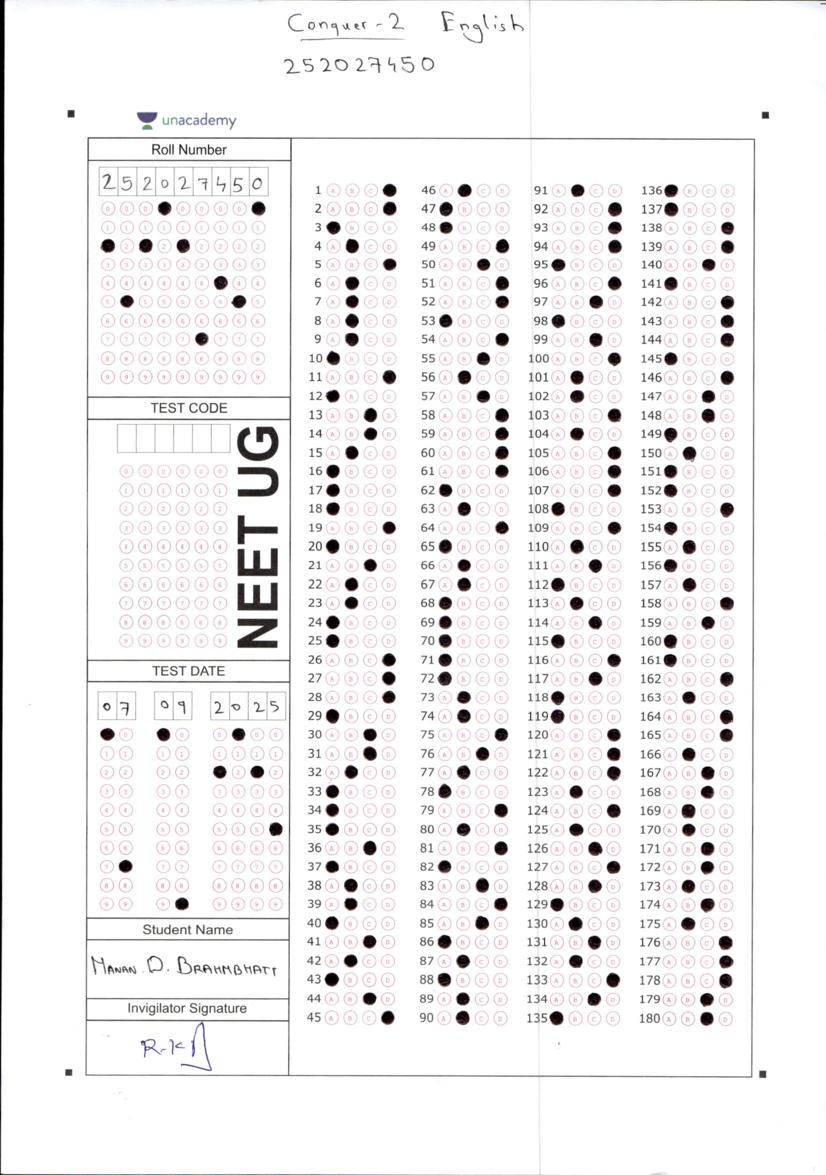 Conquer-2 English
252027450
unacademy
Roll Number
2 5 2 0 2 7 4 5 0
TEST CODE
NEET UG
TEST DATE
0 7 0 9 2 0 2 5
Student Name
MANAN. D. BRAHMBHATT
Invigilator Signature
1 A B C 46 A C D 91 A C D 136 B C D
2 A B C 47 B C D 92 A B C 137 B C D
3 B C D 48 B C D 93 A B C 138 A B C
4 A C D 49 A B C 94 A B C 139 A B C
5 A B C 50 A B D 95 B C D 140 A B D
6 A C D 51 A B C 96 A B C 141 B C D
7 A C D 52 A B C 97 A B D 142 A B C
8 A C D 53 B C D 98 B C D 143 A B C
9 A C D 54 A B C 99 A B D 144 A B C
10 B C D 55 A B D 100 A B C 145 B C D
11 A B C 56 A C D 101 A C D 146 A B C
12 B C D 57 A B D 102 A C D 147 A B D
13 A B D 58 A B C 103 A B C 148 A B D
14 A B D 59 A B C 104 A C D 149 B C D
15 A C D 60 A B C 105 A B C 150 A C D
16 B C D 61 A B C 106 A B C 151 B C D
17 B C D 62 B C D 107 A B C 152 B C D
18 B C D 63 A C D 108 B C D 153 A B C
19 A B C 64 A B C 109 A B C 154 B C D
20 B C D 65 B C D 110 A C D 155 A C D
21 A B D 66 A C D 111 A B D 156 B C D
22 A C D 67 A C D 112 B C D 157 A C D
23 A C D 68 B C D 113 A C D 158 A B C
24 B C D 69 B C D 114 A B D 159 A B D
25 B C D 70 B C D 115 B C D 160 B C D
26 A B C 71 B C D 116 A B C 161 B C D
27 A B C 72 B C D 117 A B D 162 A B C
28 A B C 73 A C D 118 B C D 163 A C D
29 B C D 74 A C D 119 B C D 164 A B C
30 A B D 75 A B C 120 A B C 165 A B C
31 A B D 76 A B D 121 A B C 166 A C D
32 A C D 77 A C D 122 A B C 167 A B D
33 B C D 78 B C D 123 A C D 168 A B D
34 B C D 79 A B C 124 A B C 169 A C D
35 B C D 80 A C D 125 A C D 170 A C D
36 A B D 81 A B C 126 A B D 171 A B D
37 B C D 82 B C D 127 A B C 172 A B D
38 A C D 83 A B D 128 A B D 173 A C D
39 A C D 84 A B C 129 B C D 174 A B D
40 B C D 85 A B D 130 A C D 175 A C D
41 A B D 86 B C D 131 A B D 176 A B C
42 A C D 87 A C D 132 A C D 177 A B C
43 B C D 88 B C D 133 A B C 178 A B C
44 A B D 89 A C D 134 A B D 179 A B D
45 A B C 90 A C D 135 B C D 180 A B D